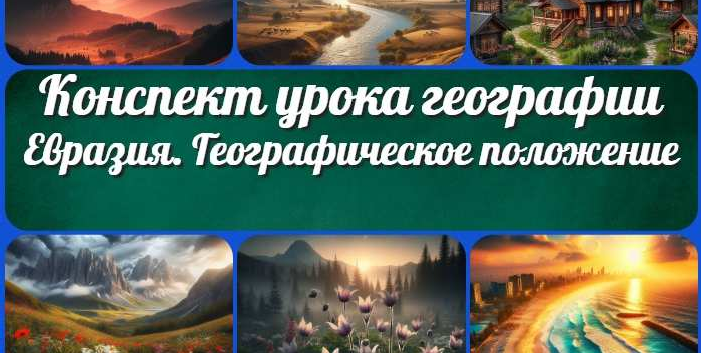 Конспект урока географии
Евразия. Географическое положение